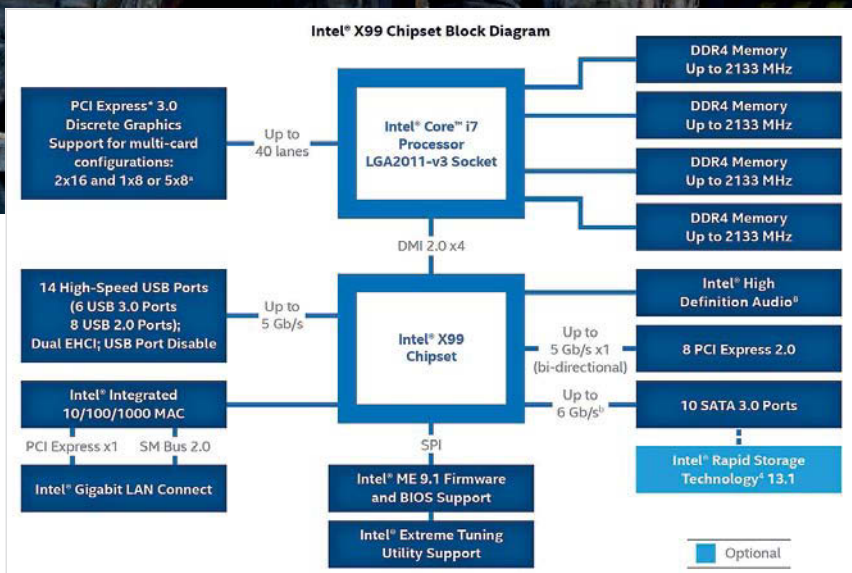 Intel® X99 Chipset Block Diagram
PCI Express* 3.0
Discrete Graphics
Support for multi-card
configurations:
2x16 and 1x8 or 5x8ᵃ
Up to
40 lanes
Intel® Core™ i7
Processor
LGA2011-v3 Socket
DDR4 Memory
Up to 2133 MHz
DDR4 Memory
Up to 2133 MHz
DDR4 Memory
Up to 2133 MHz
DDR4 Memory
Up to 2133 MHz
DMI 2.0 x4
14 High-Speed USB Ports
(6 USB 3.0 Ports
8 USB 2.0 Ports);
Dual EHCI; USB Port Disable
Up to
5 Gb/s
Intel® X99
Chipset
Intel® High
Definition Audio⁸
Up to
5 Gb/s x1
(bi-directional)
8 PCI Express 2.0
Intel® Integrated
10/100/1000 MAC
Up to
6 Gb/sᵇ
10 SATA 3.0 Ports
PCI Express x1
SM Bus 2.0
SPI
Intel® Rapid Storage
Technology⁴ 13.1
Intel® Gigabit LAN Connect
Intel® ME 9.1 Firmware
and BIOS Support
Intel® Extreme Tuning
Utility Support
Optional